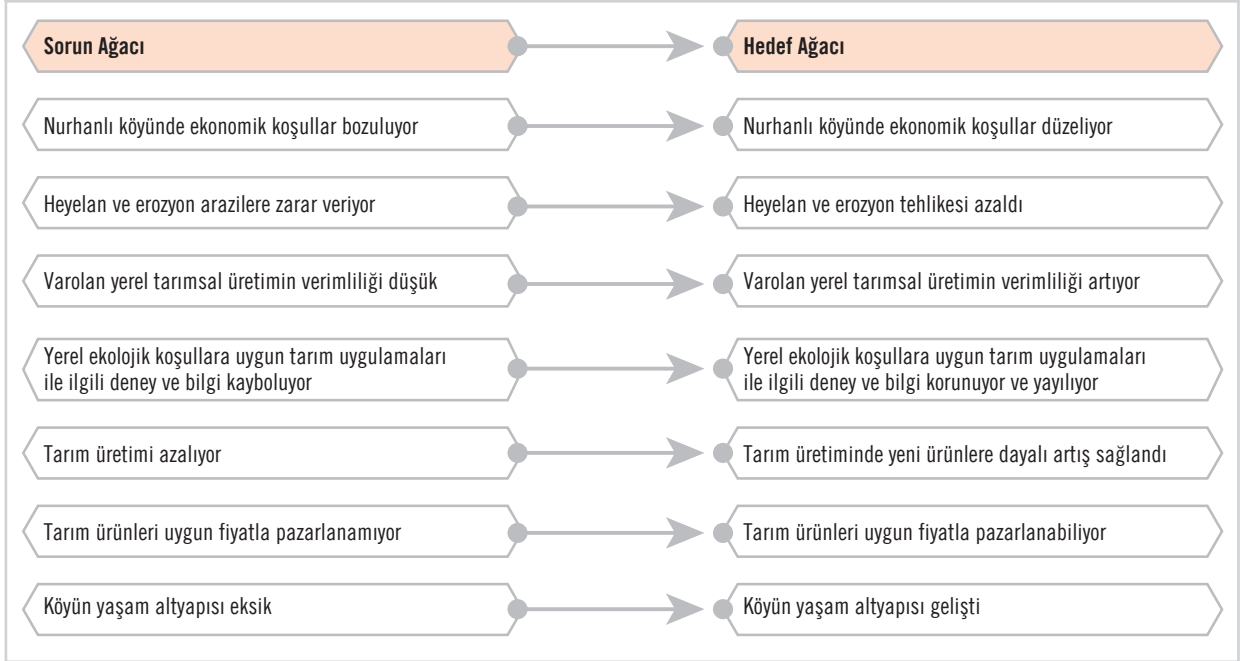 Sorun Ağacı
Hedef Ağacı
Nurhanlı köyünde ekonomik koşullar bozuluyor
Nurhanlı köyünde ekonomik koşullar düzeliyor
Heyelan ve erozyon arazilere zarar veriyor
Heyelan ve erozyon tehlikesi azaldı
Varolan yerel tarımsal üretimin verimliliği düşük
Varolan yerel tarımsal üretimin verimliliği artıyor
Yerel ekolojik koşullara uygun tarım uygulamaları
ile ilgili deney ve bilgi kayboluyor
Yerel ekolojik koşullara uygun tarım uygulamaları
ile ilgili deney ve bilgi korunuyor ve yayılıyor
Tarım üretimi azalıyor
Tarım üretiminde yeni ürünlere dayalı artış sağlandı
Tarım ürünleri uygun fiyatla pazarlanamıyor
Tarım ürünleri uygun fiyatla pazarlanabiliyor
Köyün yaşam altyapısı eksik
Köyün yaşam altyapısı gelişti